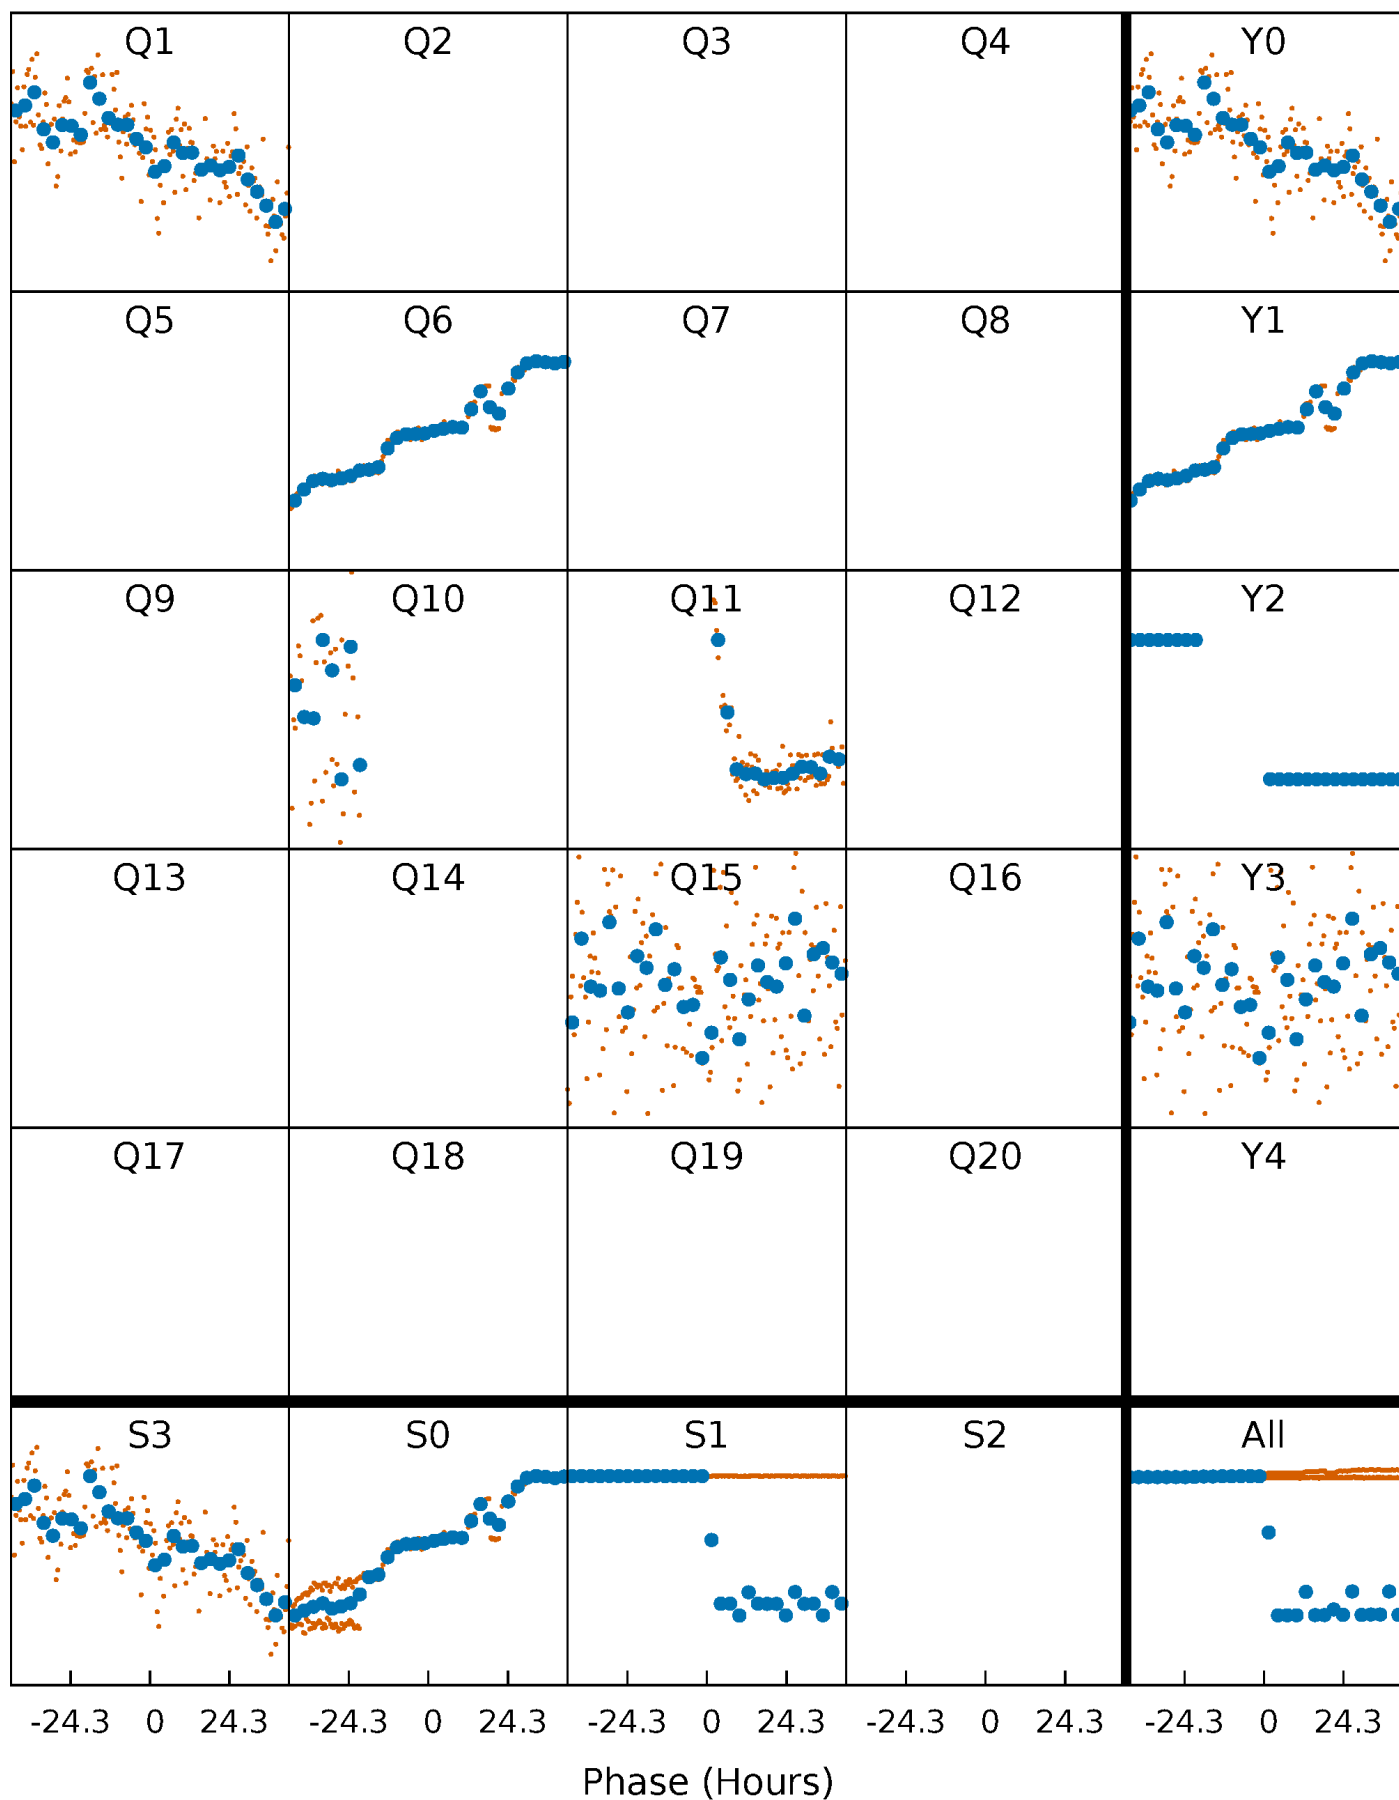 Q1 Q2 Q3 Q4 Y0
Q5 Q6 Q7 Q8 Y1
Q9 Q10 Q11 Q12 Y2
Q13 Q14 Q15 Q16 Y3
Q17 Q18 Q19 Q20 Y4
S3 S0 S1 S2 All
-24.3 0 24.3 -24.3 0 24.3 -24.3 0 24.3 -24.3 0 24.3 -24.3 0 24.3
Phase (Hours)